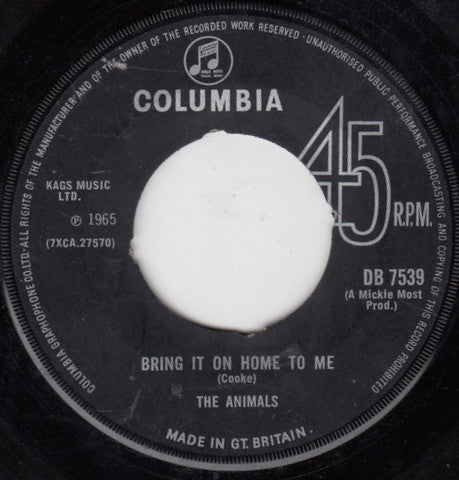 COLUMBIA GRAPHOPHONE CO.LTD.·ALL RIGHTS OF THE MANUFACTURER·AND OF THE OWNER OF THE RECORDED WORK RESERVED·UNAUTHORISED PUBLIC PERFORMANCE BROADCASTING AND COPYING OF THIS RECORD PROHIBITED
COLUMBIA
45 R.P.M.
KAGS MUSIC
LTD.
℗ 1965
(7XCA.27570)
DB 7539
(A Mickie Most
Prod.)
BRING IT ON HOME TO ME
(Cooke)
THE ANIMALS
MADE IN GT. BRITAIN.